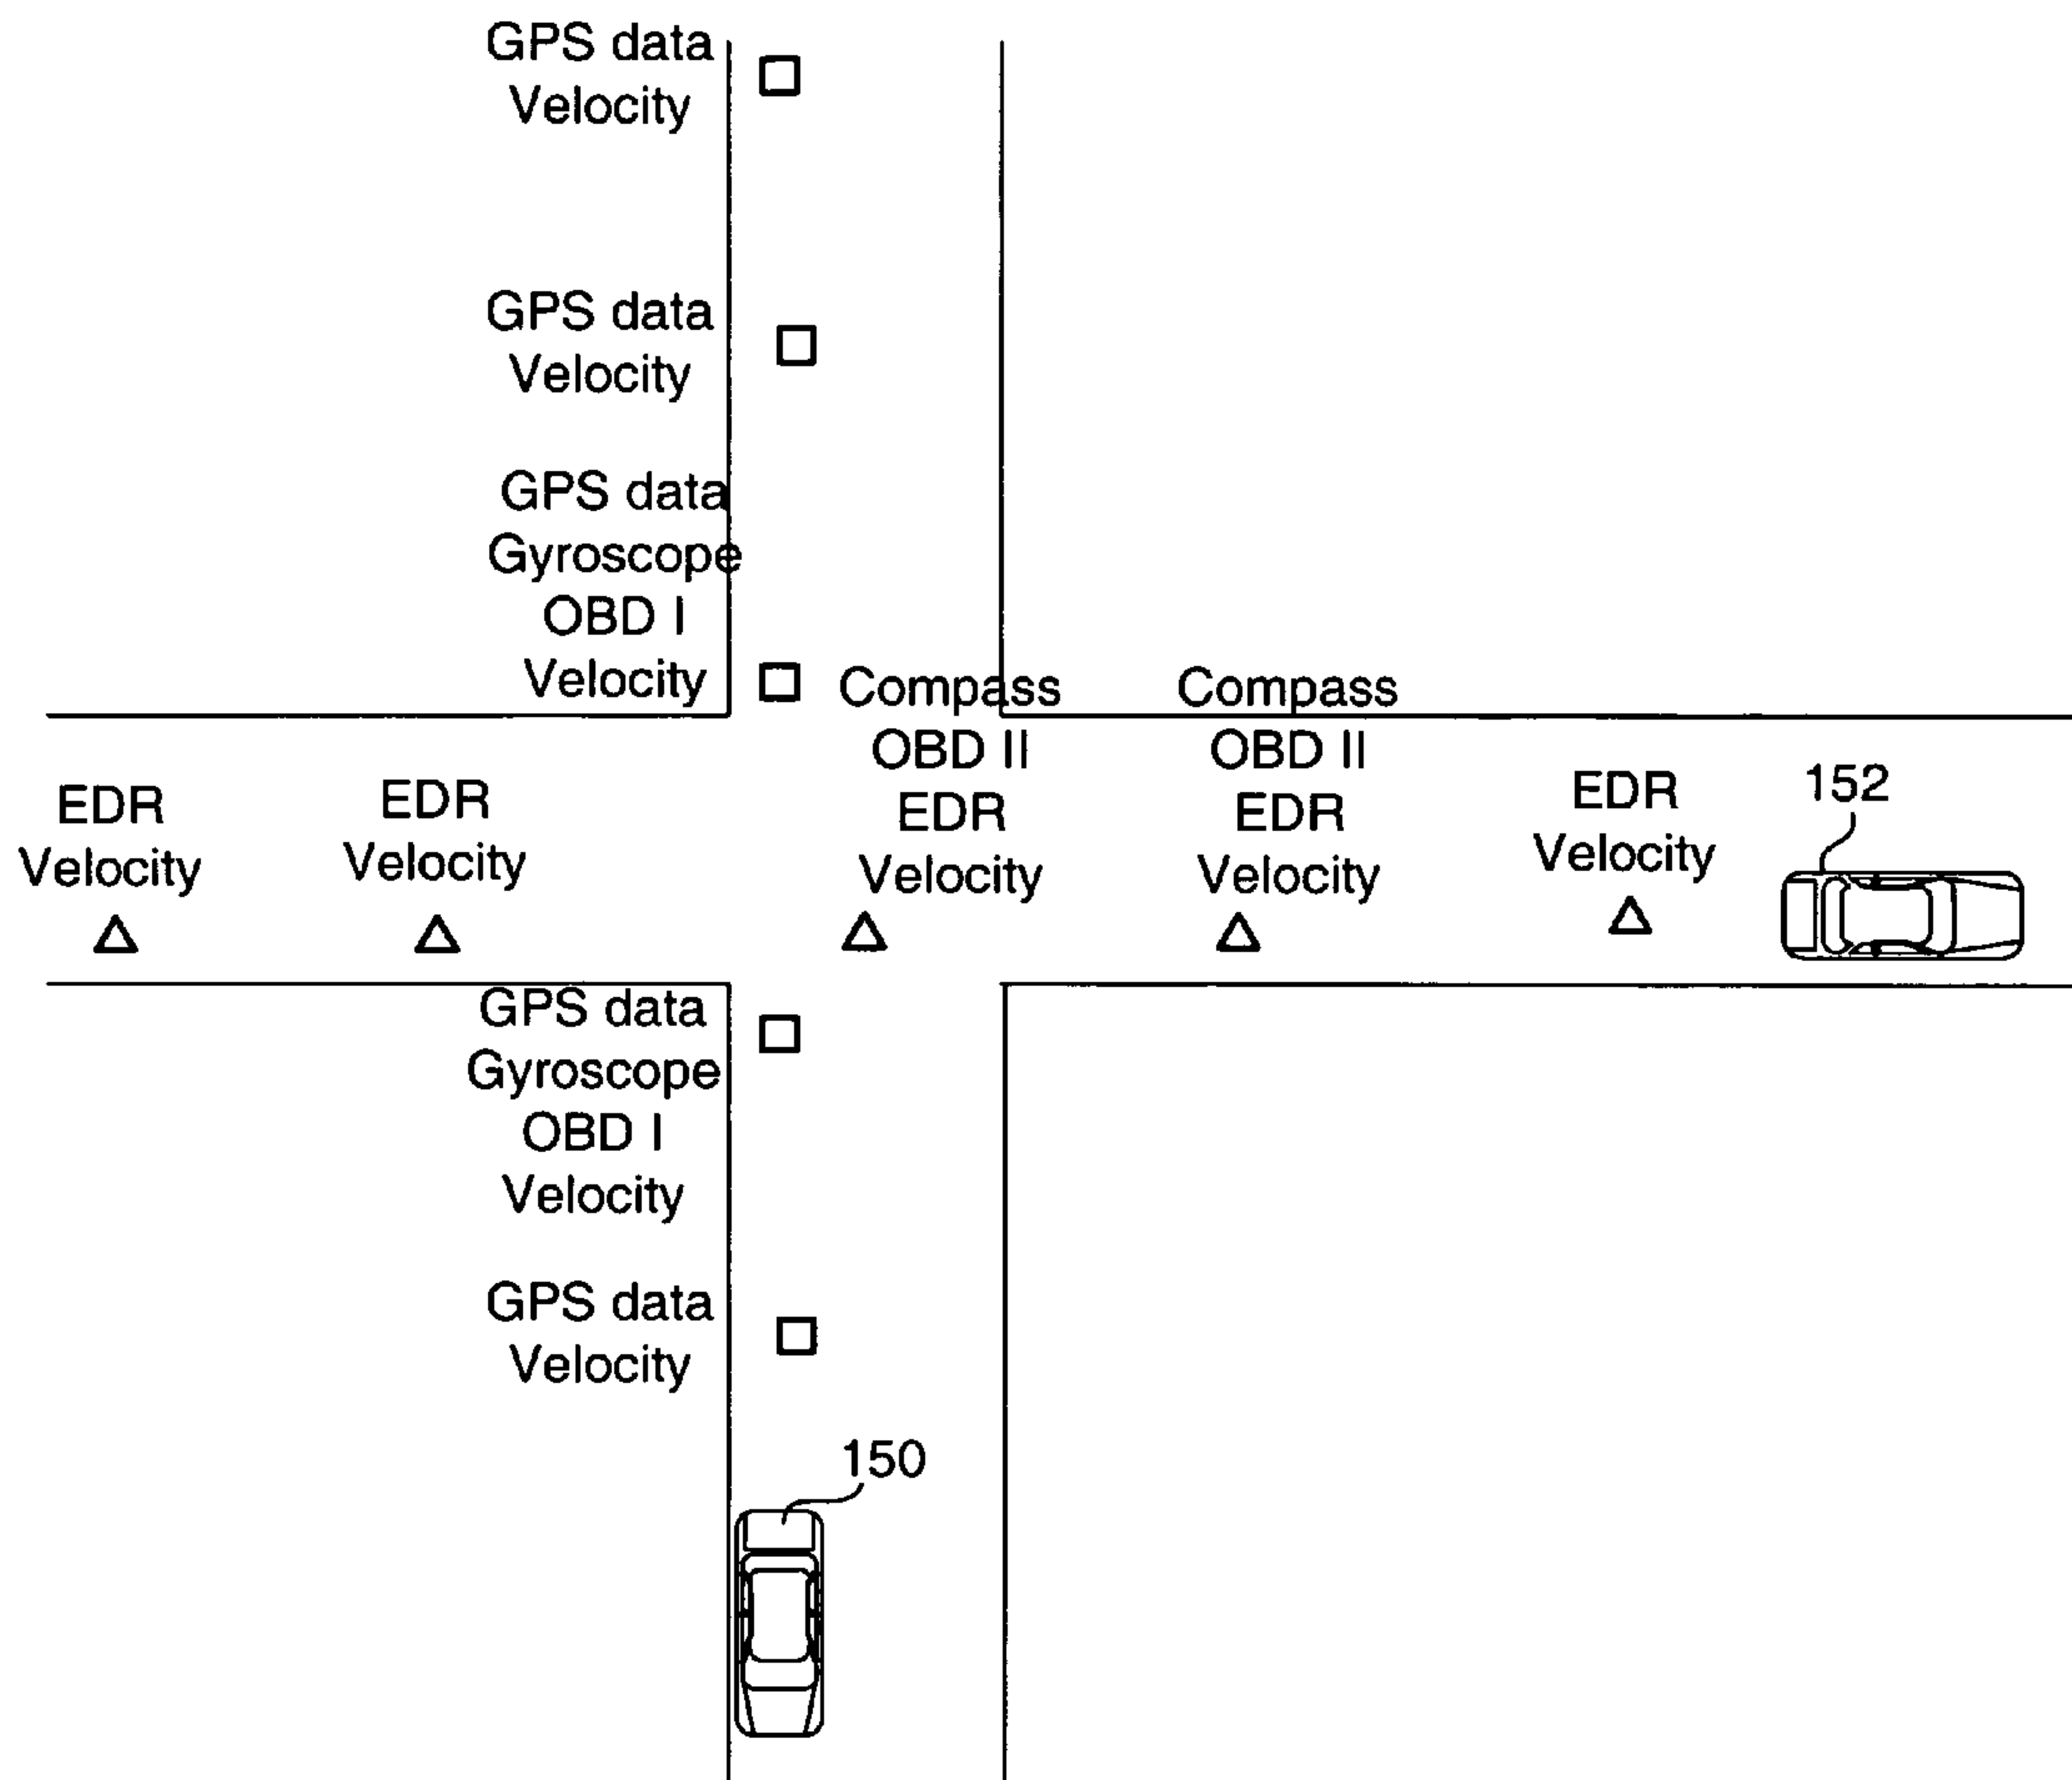 GPS data
Velocity
GPS data
Velocity
GPS data
Gyroscope
OBD I
Velocity
Compass
OBD II
EDR
Velocity
Compass
OBD II
EDR
Velocity
EDR
Velocity
EDR
Velocity
EDR
Velocity
152
GPS data
Gyroscope
OBD I
Velocity
GPS data
Velocity
150